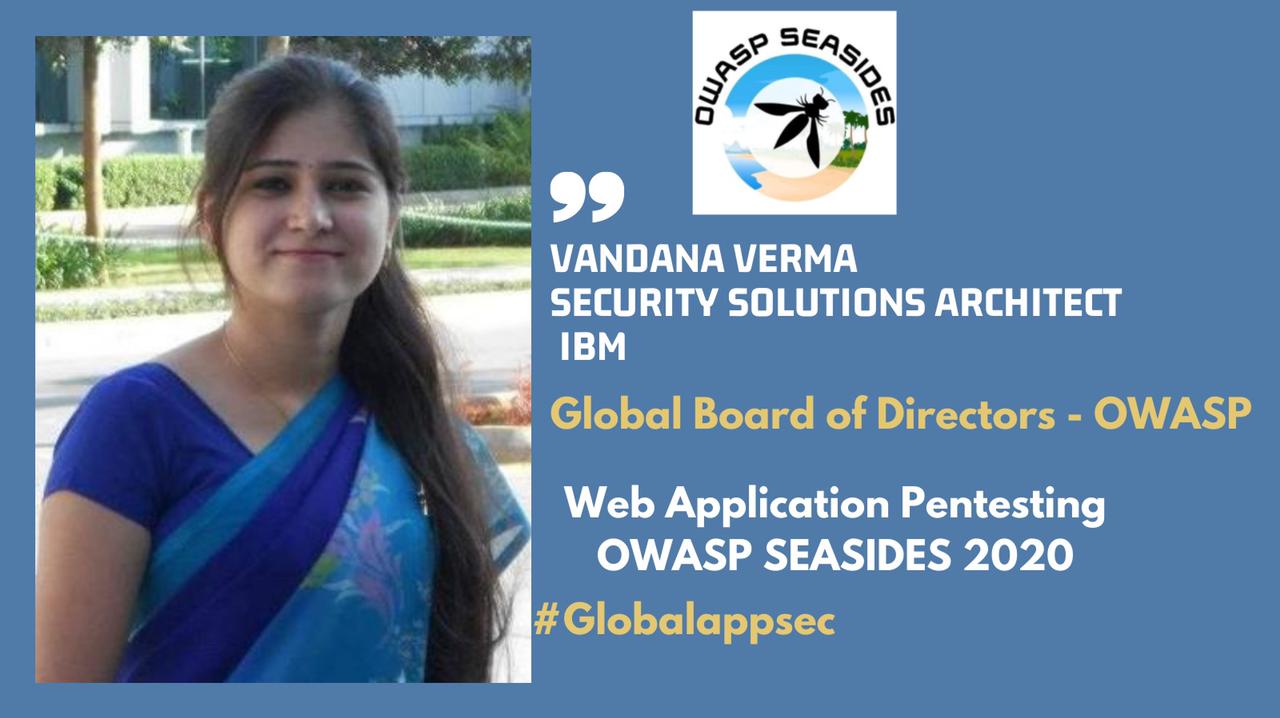 OWASP SEASIDES
”
VANDANA VERMA
SECURITY SOLUTIONS ARCHITECT
IBM
Global Board of Directors - OWASP
Web Application Pentesting
OWASP SEASIDES 2020
#Globalappsec